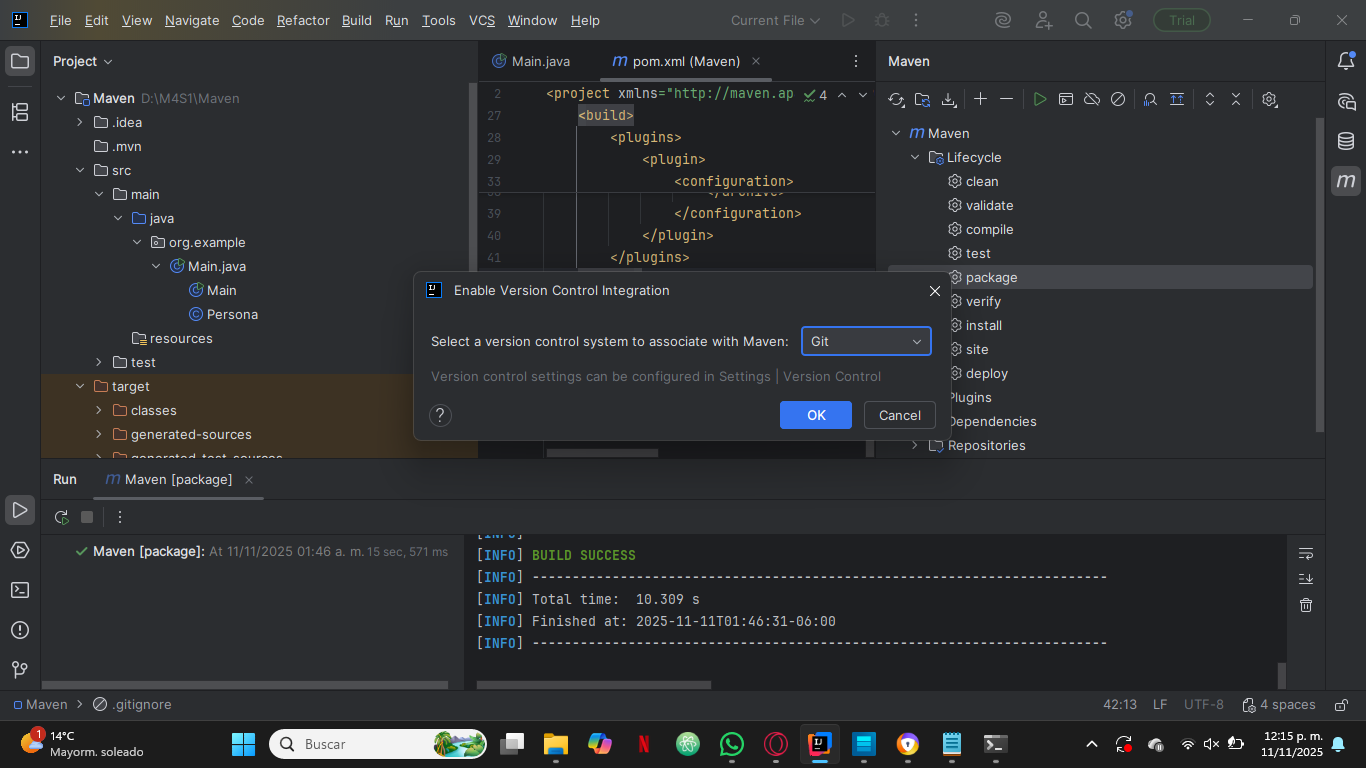 File Edit View Navigate Code Refactor Build Run Tools VCS Window Help Current File Trial
Project
Maven D:\M4S1\Maven
.idea
.mvn
src
main
java
org.example
Main.java
Main
Persona
resources
test
target
classes
generated-sources
generated-test-sources
Main.java
pom.xml (Maven)
2 <project xmlns="http://maven.ap 4
27 <build>
28 <plugins>
29 <plugin>
33 <configuration>
38 </archive>
39 </configuration>
40 </plugin>
41 </plugins>
Maven
Maven
Lifecycle
clean
validate
compile
test
package
verify
install
site
deploy
Plugins
Dependencies
Repositories
Enable Version Control Integration
Select a version control system to associate with Maven: Git
Version control settings can be configured in Settings | Version Control
?
OK
Cancel
Run
Maven [package]
Maven [package]: At 11/11/2025 01:46 a. m. 15 sec, 571 ms
[INFO]
[INFO] BUILD SUCCESS
[INFO] ------------------------------------------------------------------------
[INFO] Total time:  10.309 s
[INFO] Finished at: 2025-11-11T01:46:31-06:00
[INFO] ------------------------------------------------------------------------
Maven > .gitignore
42:13 LF UTF-8 4 spaces
1
14°C
Mayorm. soleado
Buscar
12:15 p. m.
11/11/2025